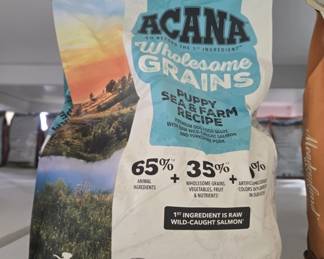 ACANA
Wholesome
GRAINS
PUPPY
SEA & FARM
RECIPE
65% + 35% +
ANIMAL
INGREDIENTS
WHOLESOME GRAINS,
VEGETABLES, FRUIT
& NUTRIENTS
1ST INGREDIENT IS RAW
WILD-CAUGHT SALMON